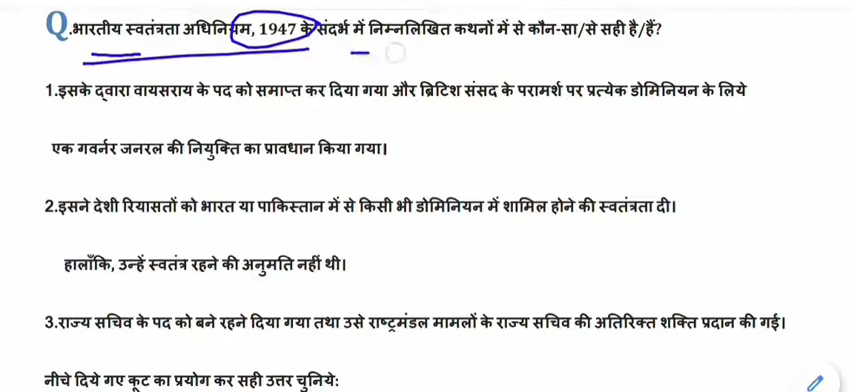 Q.भारतीय स्वतंत्रता अधिनियम, 1947 के संदर्भ में निम्नलिखित कथनों में से कौन-सा/से सही है/हैं?
1.इसके द्वारा वायसराय के पद को समाप्त कर दिया गया और ब्रिटिश संसद के परामर्श पर प्रत्येक डोमिनियन के लिये
एक गवर्नर जनरल की नियुक्ति का प्रावधान किया गया।
2.इसने देशी रियासतों को भारत या पाकिस्तान में से किसी भी डोमिनियन में शामिल होने की स्वतंत्रता दी।
हालाँकि, उन्हें स्वतंत्र रहने की अनुमति नहीं थी।
3.राज्य सचिव के पद को बने रहने दिया गया तथा उसे राष्ट्रमंडल मामलों के राज्य सचिव की अतिरिक्त शक्ति प्रदान की गई।
नीचे दिये गए कूट का प्रयोग कर सही उत्तर चुनिये: